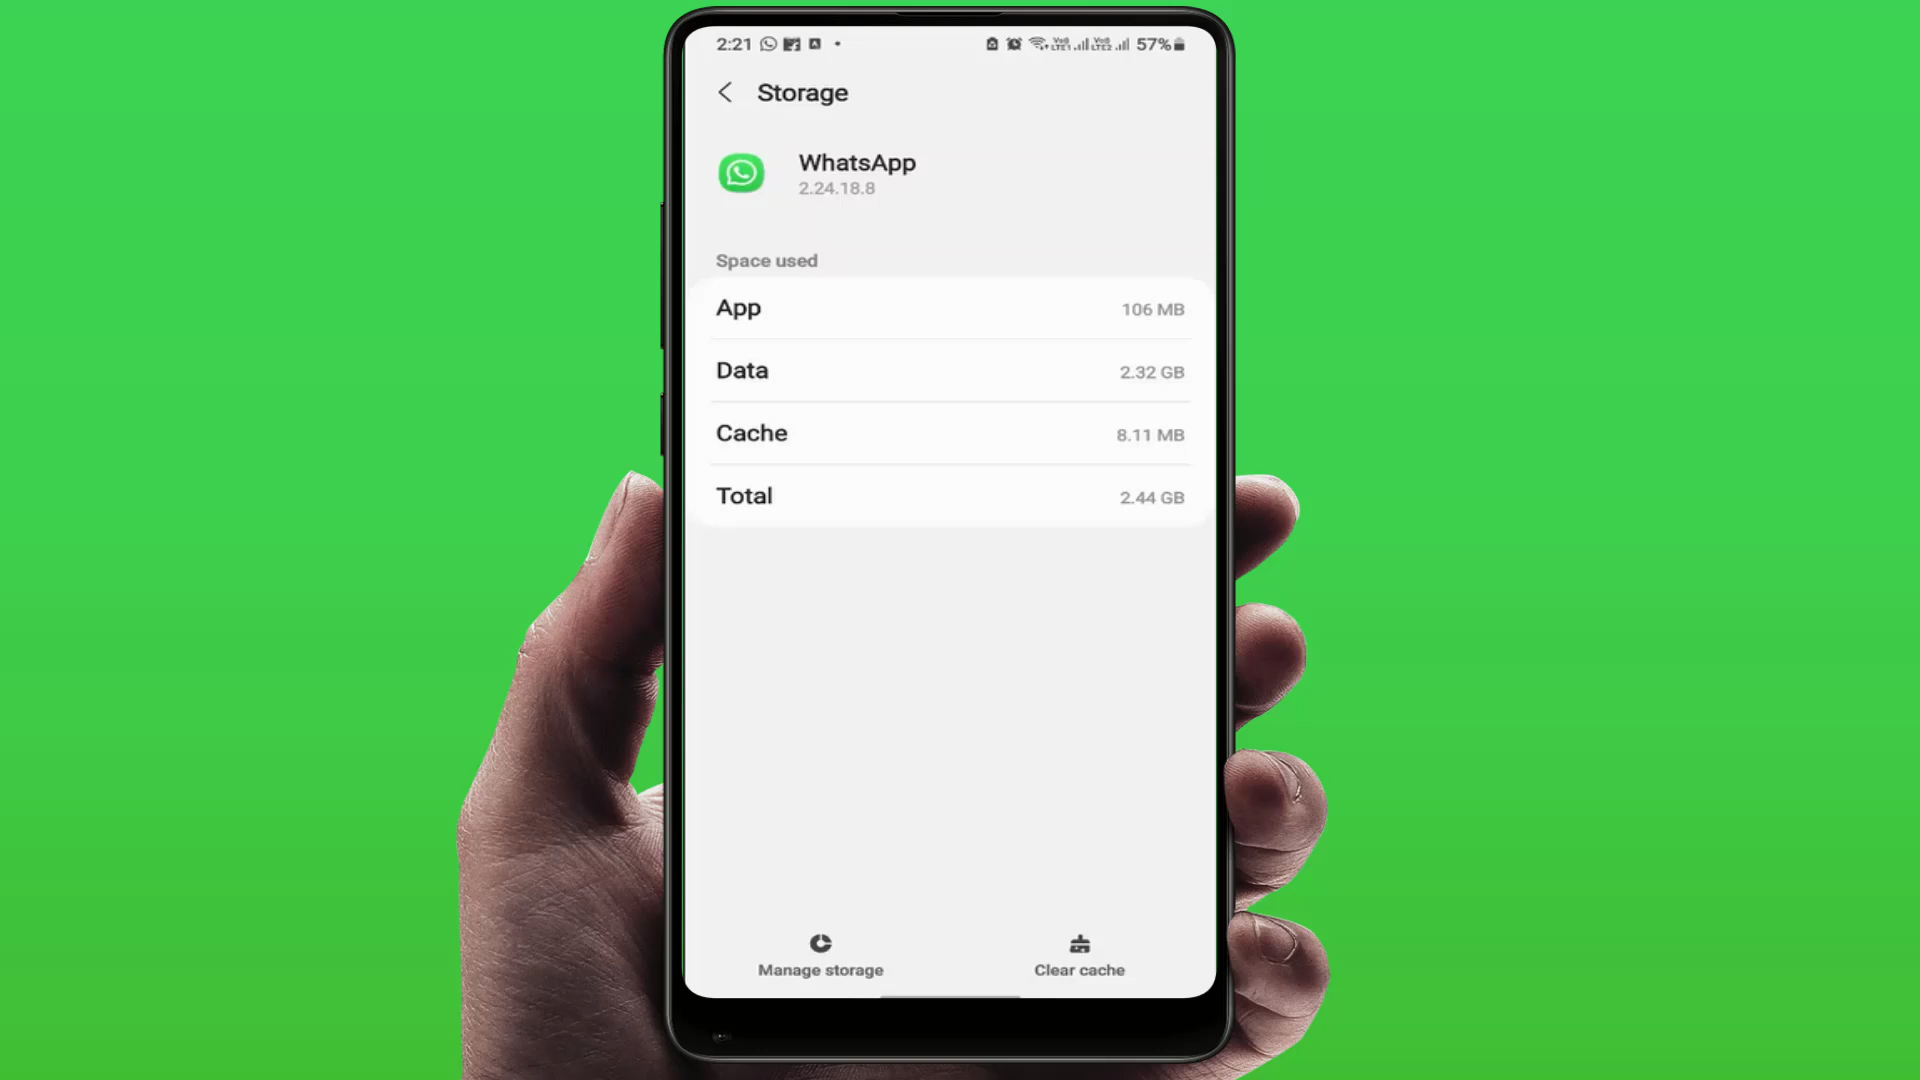 2:21 57%
Storage
WhatsApp
2.24.18.8
Space used
App 106 MB
Data 2.32 GB
Cache 8.11 MB
Total 2.44 GB
Manage storage Clear cache